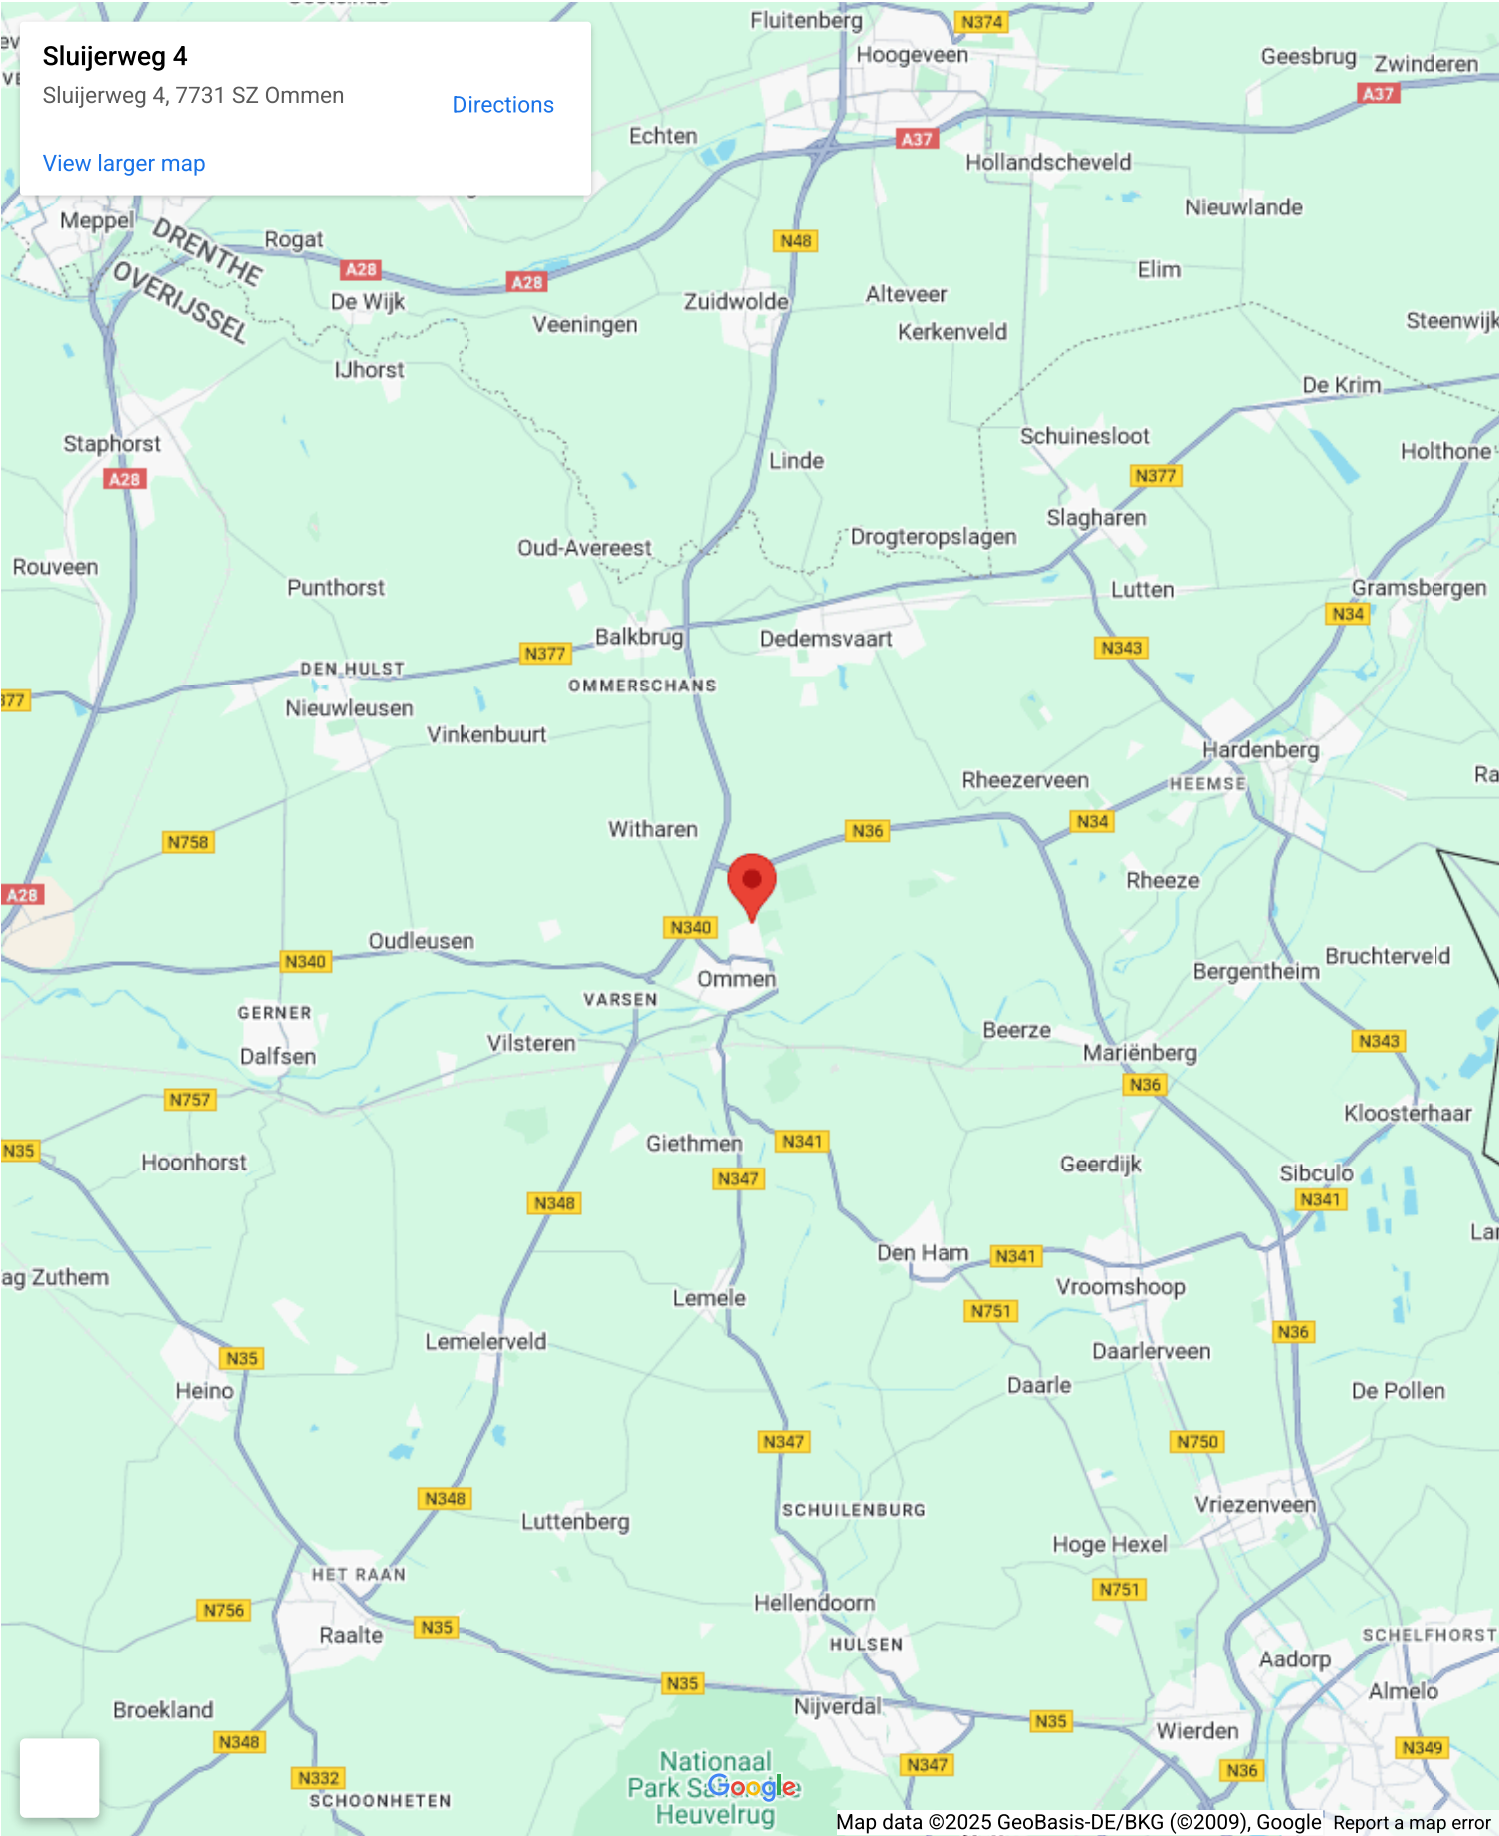 Sluijerweg 4
Sluijerweg 4, 7731 SZ Ommen
Directions
View larger map
Fluitenberg
N374
Hoogeveen
Geesbrug
Zwinderen
A37
Echten
A37
Hollandscheveld
Nieuwlande
Meppel
DRENTHE
OVERIJSSEL
Rogat
A28
A28
N48
Elim
De Wijk
Zuidwolde
Alteveer
Veeningen
Kerkenveld
Steenwijk
IJhorst
De Krim
Staphorst
Schuinesloot
Holthone
Linde
A28
N377
Slagharen
Drogteropslagen
Oud-Avereest
Rouveen
Punthorst
Lutten
Gramsbergen
N34
Balkbrug
Dedemsvaart
N343
N377
DEN HULST
OMMERSCHANS
377
Nieuwleusen
Vinkenbuurt
Hardenberg
Rheezerveen
HEEMSE
Ra
N34
Witharen
N36
N758
Rheeze
A28
N340
Oudleusen
N340
Bruchterveld
Bergentheim
Ommen
VARSEN
GERNER
Beerze
Vilsteren
N343
Dalfsen
Mariënberg
N36
N757
Kloosterhaar
Giethmen
N341
N35
Hoonhorst
Geerdijk
Sibculo
N347
N348
N341
Lar
Den Ham
N341
ag Zuthem
Vroomshoop
Lemele
N751
N36
Lemelerveld
Daarlerveen
N35
Daarle
Heino
De Pollen
N347
N750
N348
Vriezenveen
SCHUILENBURG
Luttenberg
Hoge Hexel
HET RAAN
N751
Hellendoorn
N756
N35
Raalte
HULSEN
SCHELFHORST
Aadorp
N35
Almelo
Nijverdal
Broekland
N35
Wierden
N348
N349
Nationaal
N347
N36
N332
Park Sa
Google
e
Heuvelrug
SCHOONHETEN
Map data ©2025 GeoBasis-DE/BKG (©2009), Google
Report a map error